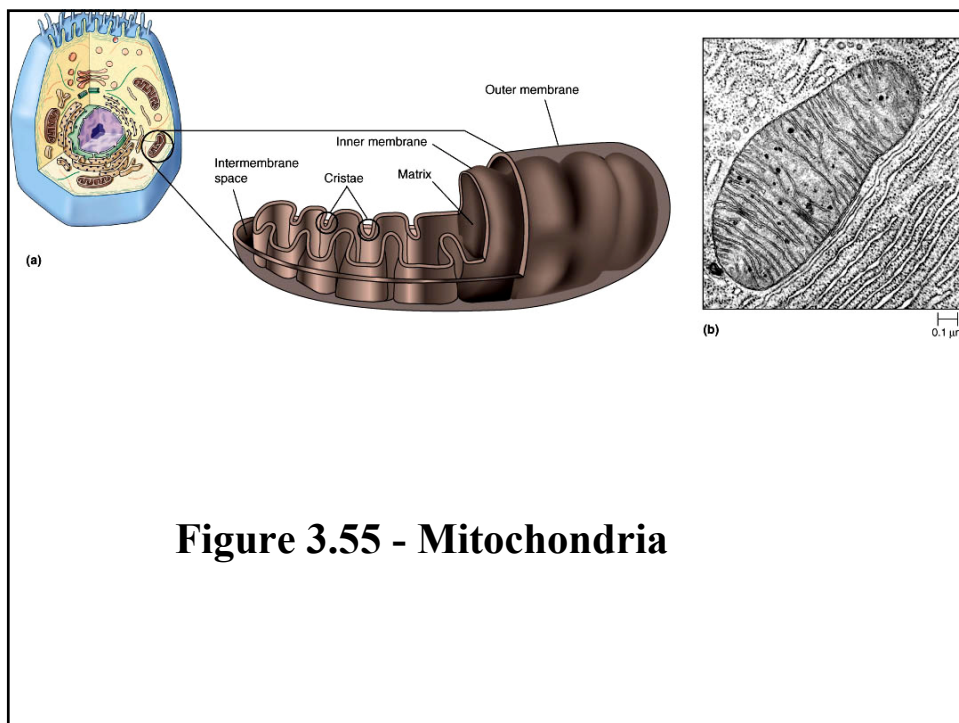 Outer membrane
Inner membrane
Intermembrane
space
Cristae
Matrix
(a)
(b)
0.1 μm
Figure 3.55 - Mitochondria